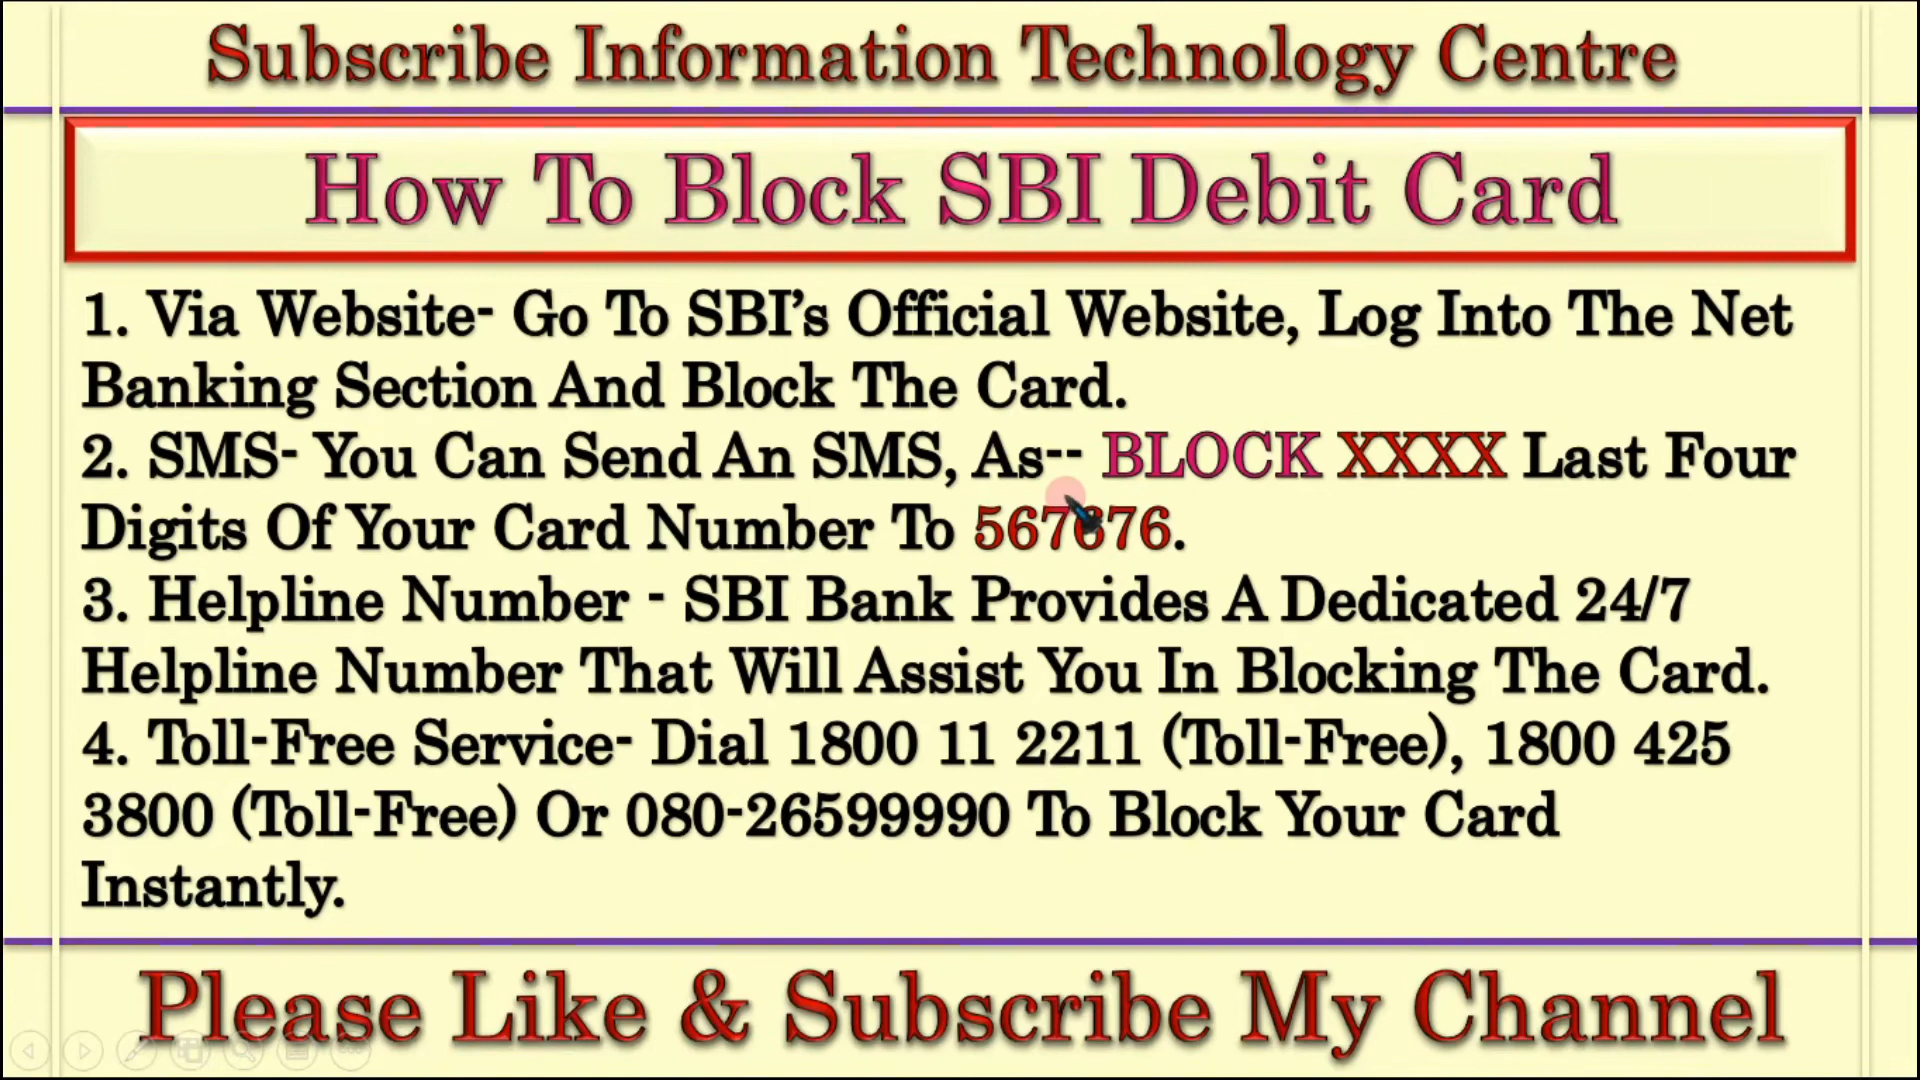 Subscribe Information Technology Centre
How To Block SBI Debit Card
1. Via Website- Go To SBI’s Official Website, Log Into The Net
Banking Section And Block The Card.
2. SMS- You Can Send An SMS, As-- BLOCK XXXX Last Four
Digits Of Your Card Number To 567676.
3. Helpline Number - SBI Bank Provides A Dedicated 24/7
Helpline Number That Will Assist You In Blocking The Card.
4. Toll-Free Service- Dial 1800 11 2211 (Toll-Free), 1800 425
3800 (Toll-Free) Or 080-26599990 To Block Your Card
Instantly.
Please Like & Subscribe My Channel